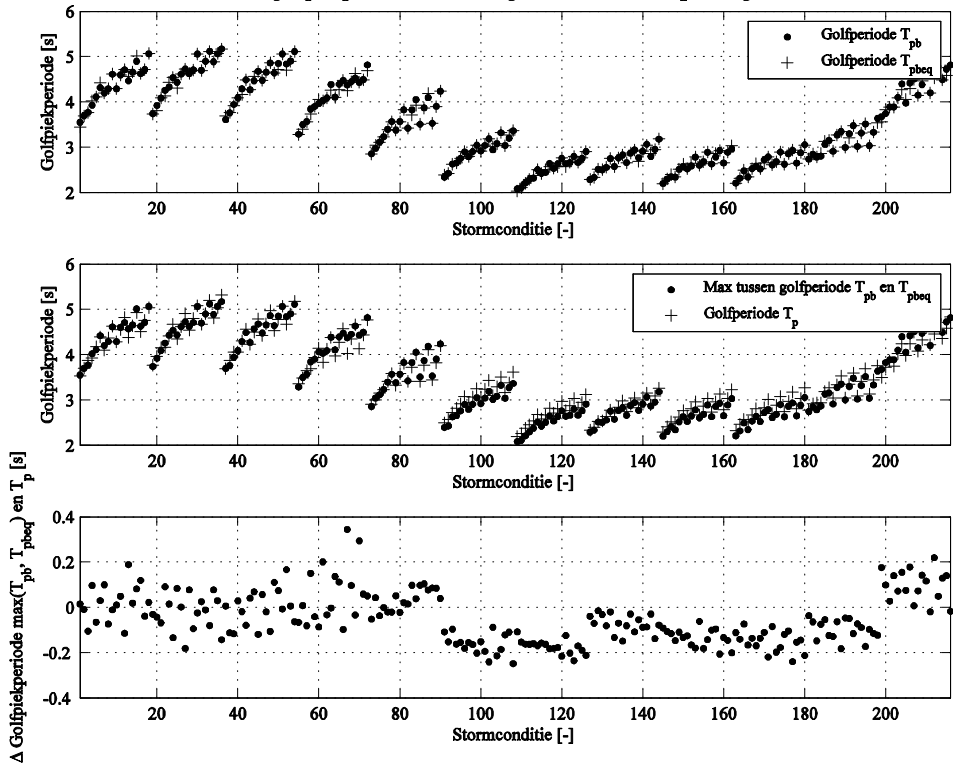 6
5
4
3
2
Golfpiekperiode [s]
Golfperiode T_pb
Golfperiode T_pbeq
20 40 60 80 100 120 140 160 180 200
Stormconditie [-]
6
5
4
3
2
Golfpiekperiode [s]
Max tussen golfperiode T_pb en T_pbeq
Golfperiode T_p
20 40 60 80 100 120 140 160 180 200
Stormconditie [-]
0.4
0.2
0
-0.2
-0.4
Δ Golfpiekperiode max(T_pb, T_pbeq) en T_p [s]
20 40 60 80 100 120 140 160 180 200
Stormconditie [-]